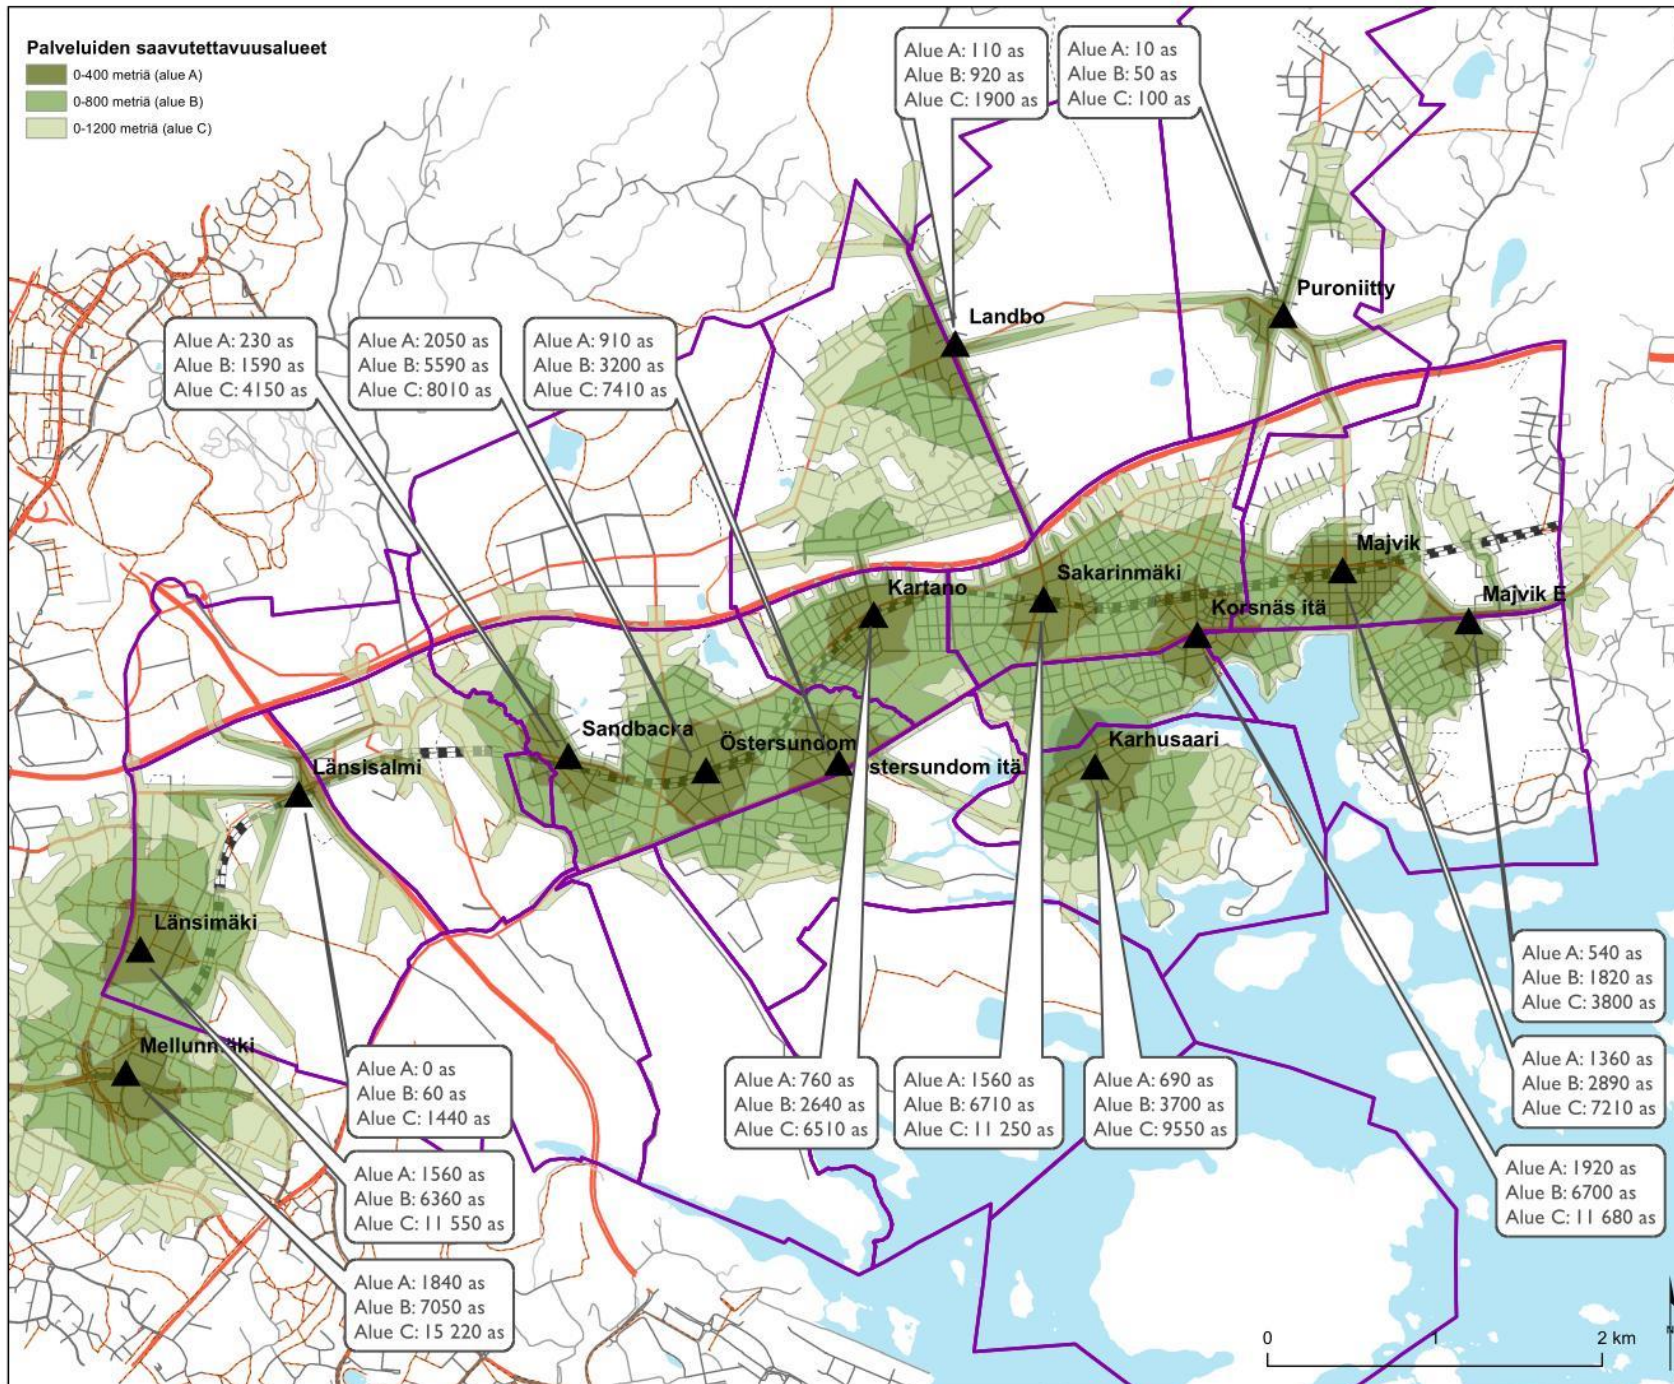 Palveluiden saavutettavuusalueet
0-400 metriä (alue A)
0-800 metriä (alue B)
0-1200 metriä (alue C)
Alue A: 110 as
Alue B: 920 as
Alue C: 1900 as
Alue A: 10 as
Alue B: 50 as
Alue C: 100 as
Puroniitty
Landbo
Alue A: 230 as
Alue B: 1590 as
Alue C: 4150 as
Alue A: 2050 as
Alue B: 5590 as
Alue C: 8010 as
Alue A: 910 as
Alue B: 3200 as
Alue C: 7410 as
Majvik
Sakarinmäki
Kartano
Majvik E
Korsnäs itä
Sandbacka
Östersundom
Karhusaari
Länsisalmi
Östersundom itä
Länsimäki
Mellunmäki
Alue A: 540 as
Alue B: 1820 as
Alue C: 3800 as
Alue A: 0 as
Alue B: 60 as
Alue C: 1440 as
Alue A: 760 as
Alue B: 2640 as
Alue C: 6510 as
Alue A: 1560 as
Alue B: 6710 as
Alue C: 11 250 as
Alue A: 690 as
Alue B: 3700 as
Alue C: 9550 as
Alue A: 1360 as
Alue B: 2890 as
Alue C: 7210 as
Alue A: 1560 as
Alue B: 6360 as
Alue C: 11 550 as
Alue A: 1920 as
Alue B: 6700 as
Alue C: 11 680 as
Alue A: 1840 as
Alue B: 7050 as
Alue C: 15 220 as
0 1 2 km